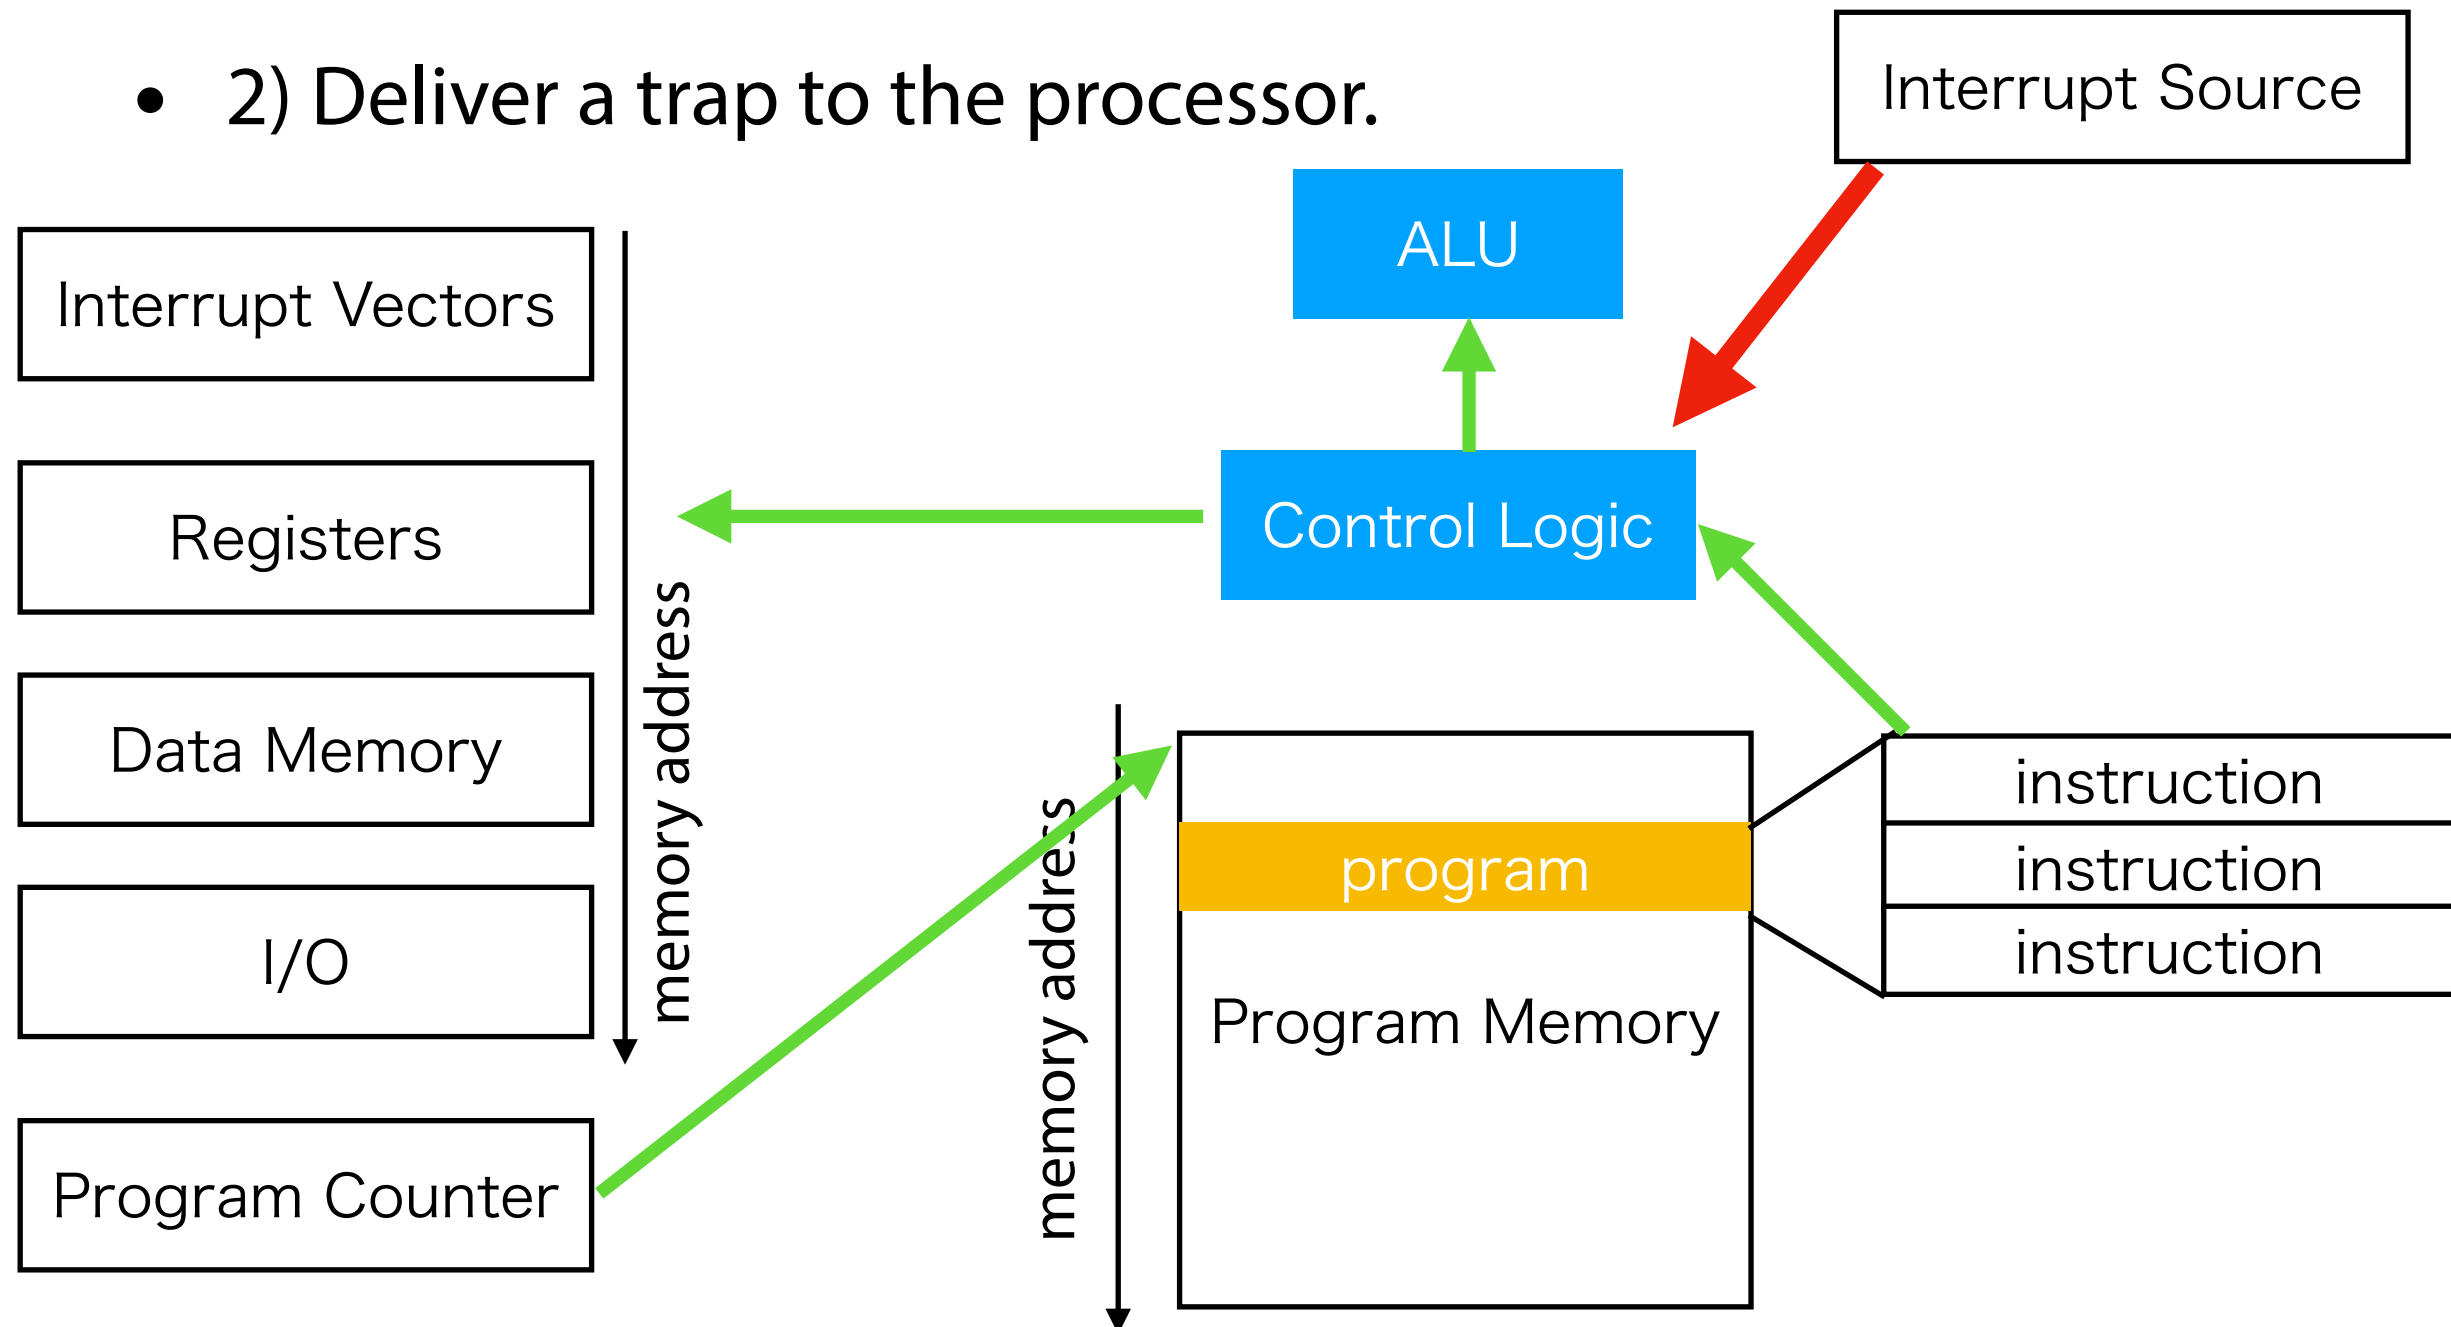 • 2) Deliver a trap to the processor.
Interrupt Source
ALU
Interrupt Vectors
Control Logic
Registers
memory address
Data Memory
I/O
Program Counter
memory address
program
Program Memory
instruction
instruction
instruction